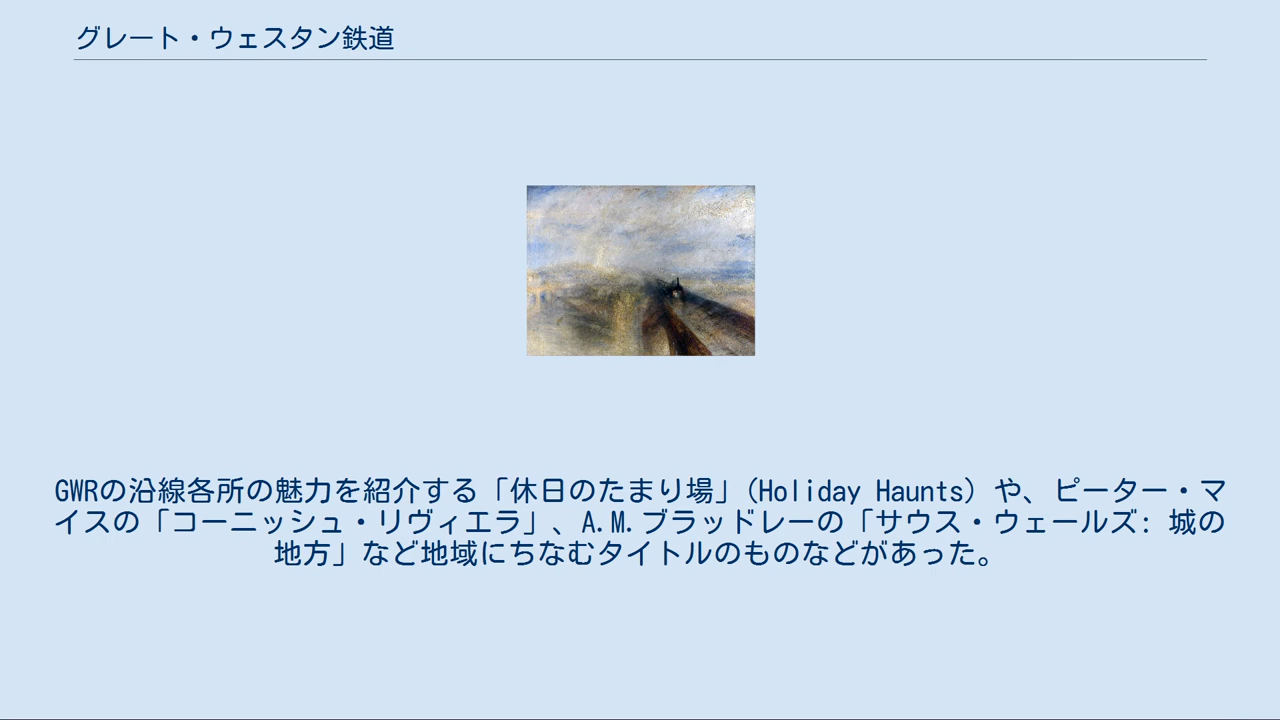 グレート・ウェスタン鉄道
GWRの沿線各所の魅力を紹介する「休日のたまり場」(Holiday Haunts) や、ピーター・マ
イスの「コーニッシュ・リヴィエラ」、A.M.ブラッドレーの「サウス・ウェールズ: 城の
地方」など地域にちなむタイトルのものなどがあった。